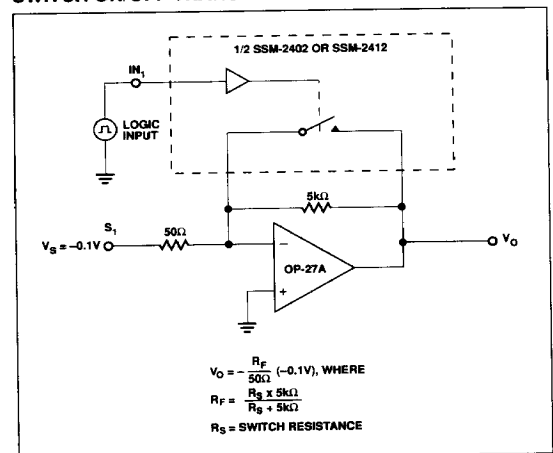 1/2 SSM-2402 OR SSM-2412
IN1
LOGIC
INPUT
5kΩ
S1
50Ω
VS = –0.1V
–
+
OP-27A
VO
VO = – RF / 50Ω (–0.1V), WHERE
RF = RS x 5kΩ / RS + 5kΩ
RS = SWITCH RESISTANCE